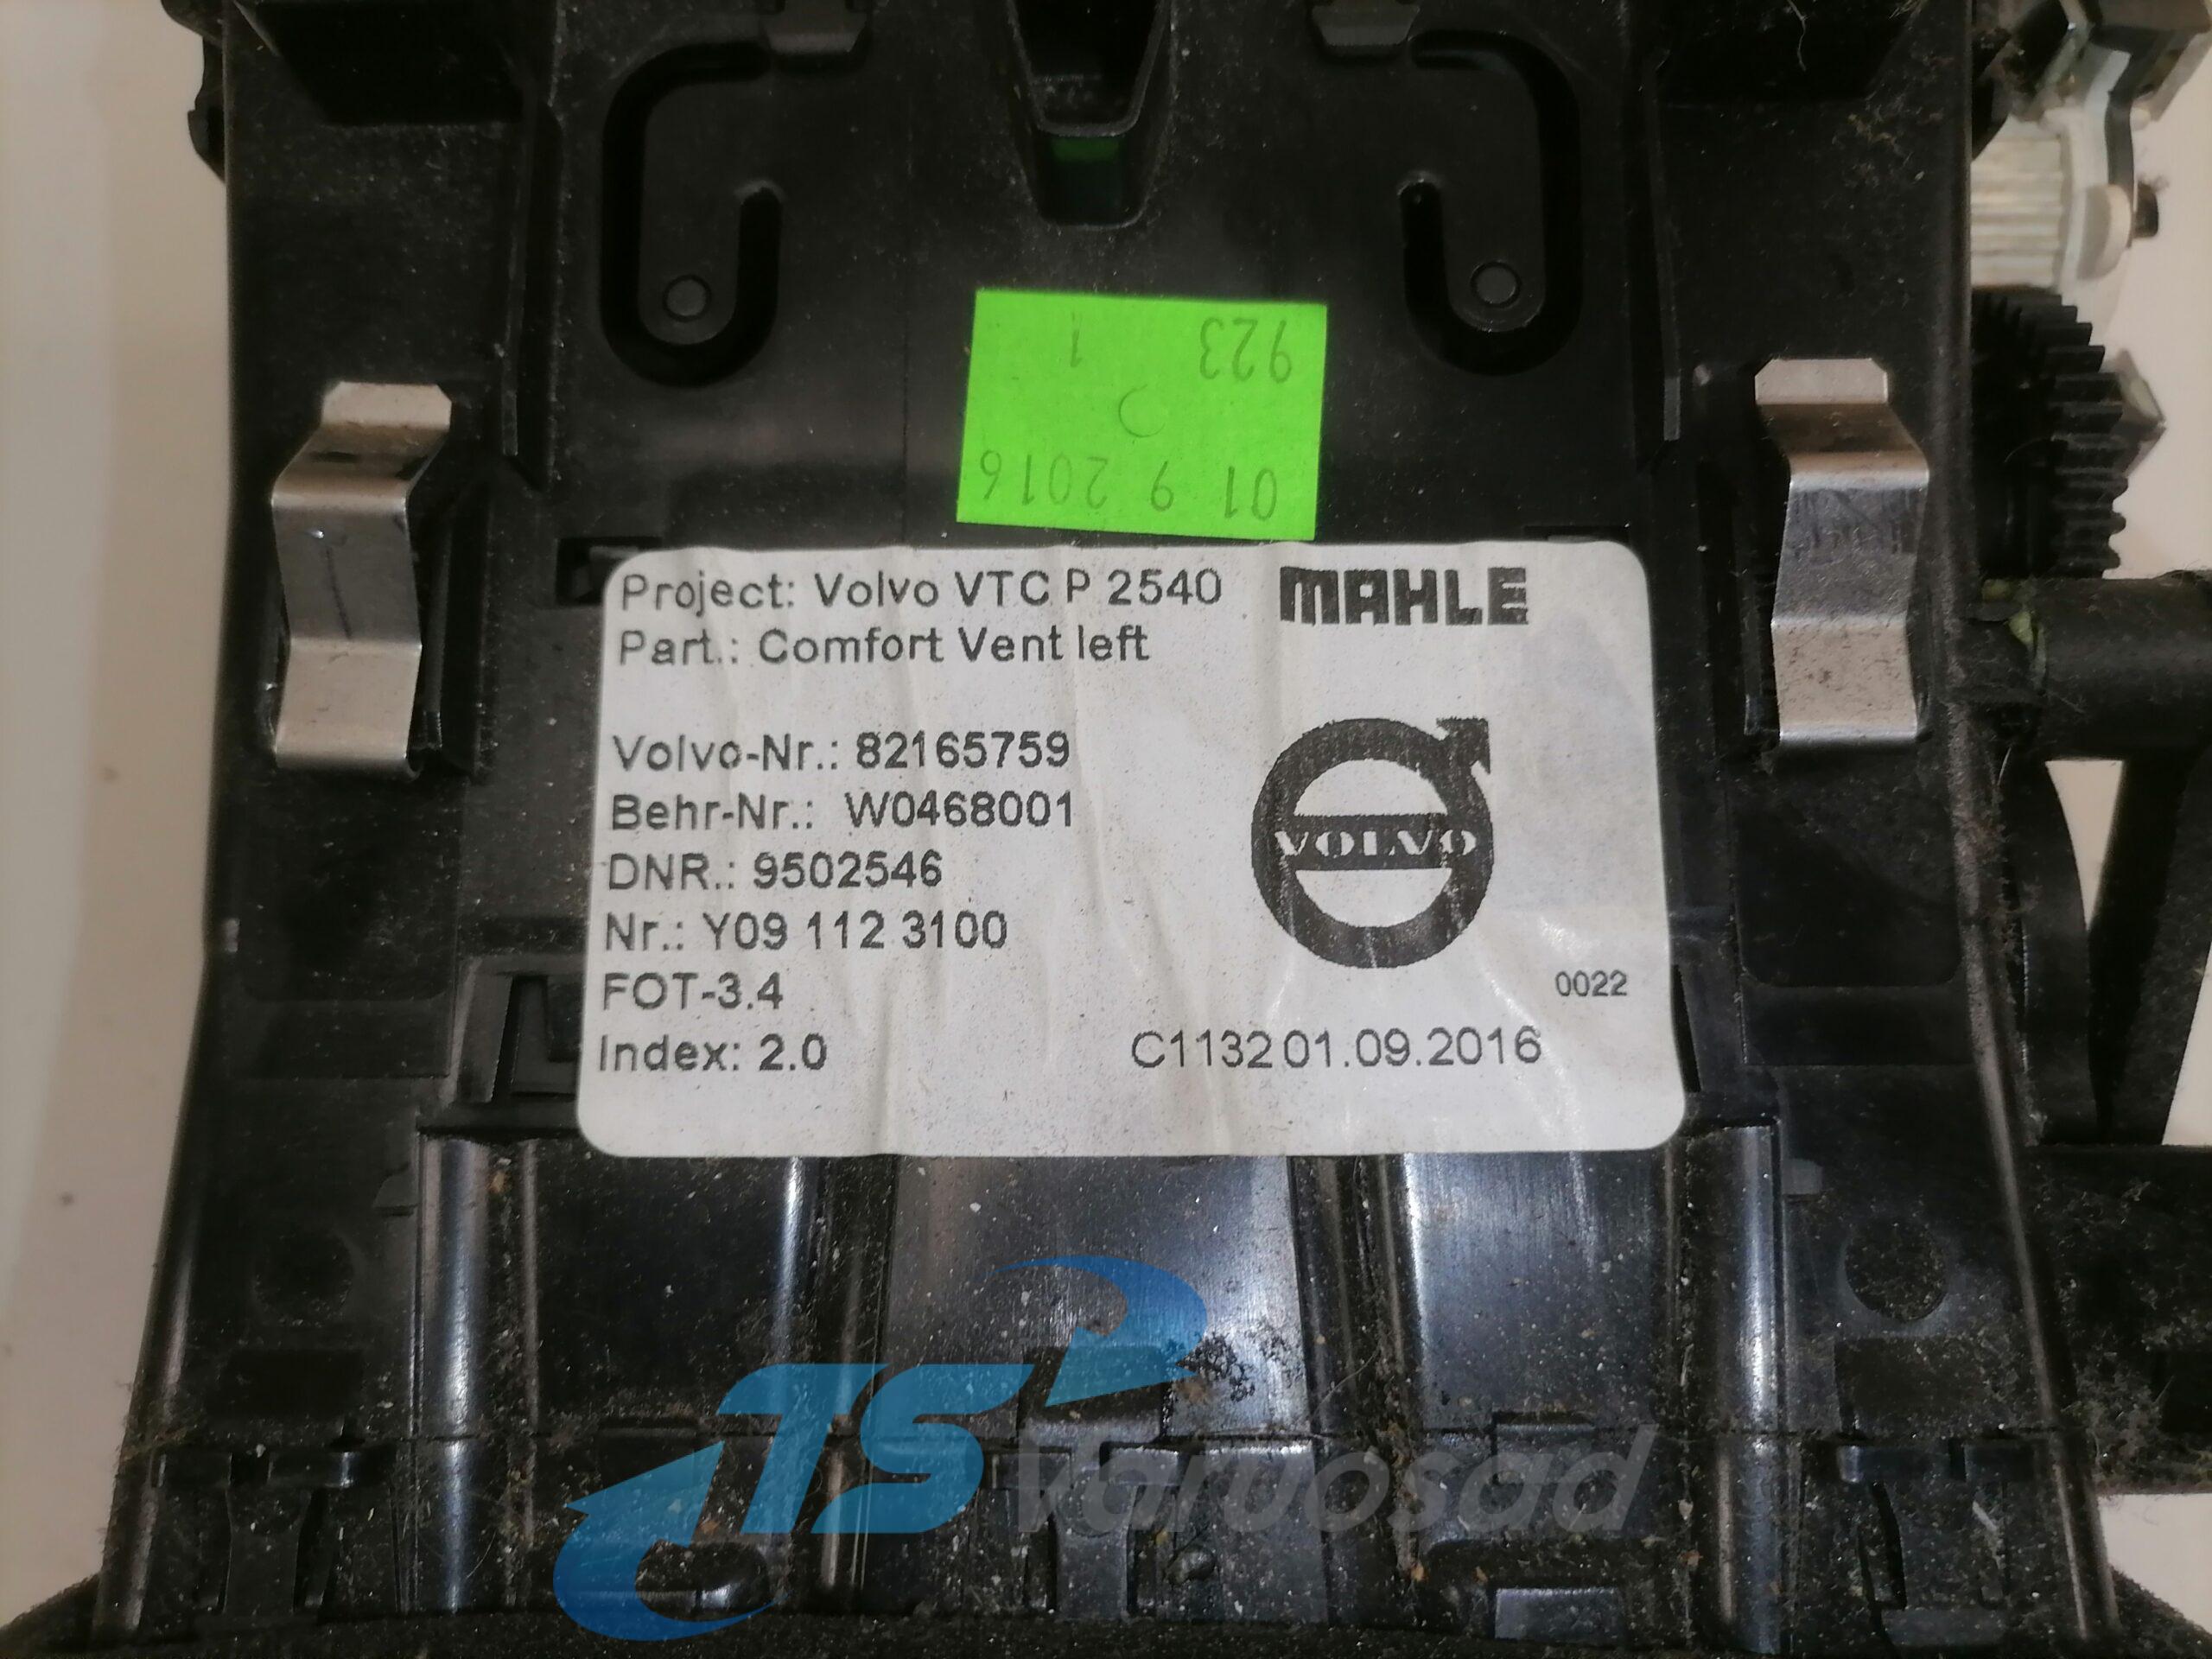 923 1
01 9 2016
Project: Volvo VTC P 2540
MAHLE
Part.: Comfort Vent left
Volvo-Nr.: 82165759
Behr-Nr.: W0468001
VOLVO
DNR.: 9502546
Nr.: Y09 112 3100
FOT-3.4
0022
Index: 2.0
C1132 01.09.2016
TS Varuosad